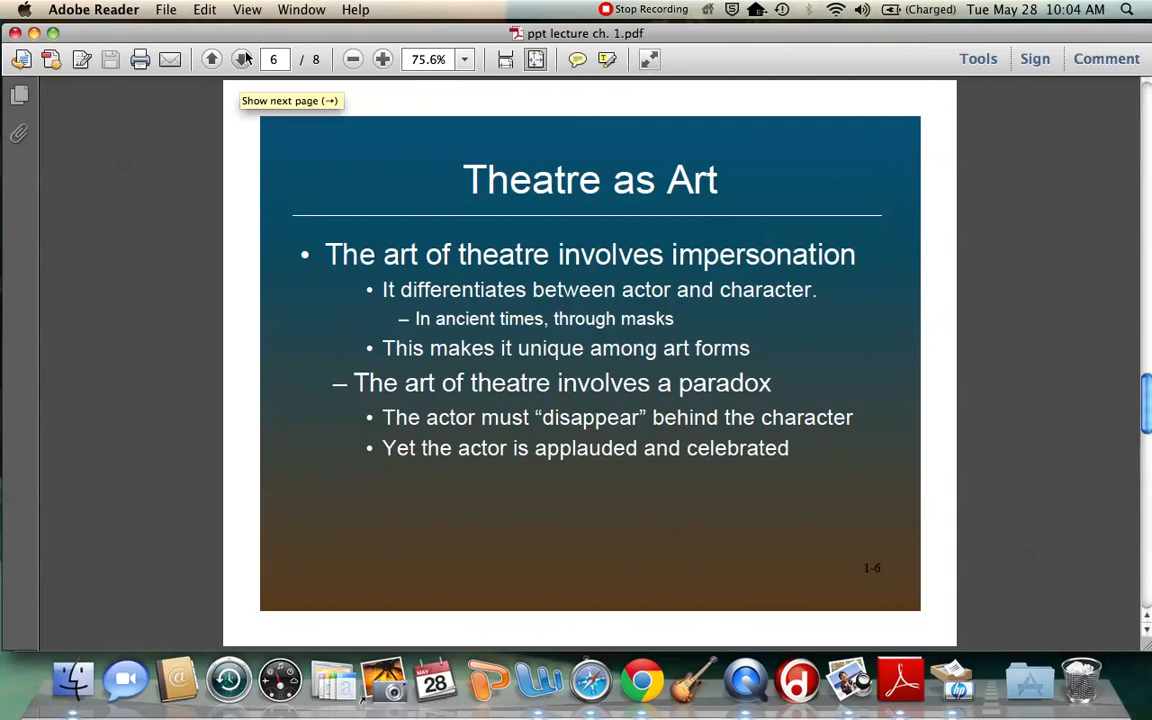 Adobe Reader File Edit View Window Help Stop Recording (Charged) Tue May 28 10:04 AM
ppt lecture ch. 1.pdf
6 / 8 75.6% Tools Sign Comment
Show next page (→)
Theatre as Art
• The art of theatre involves impersonation
• It differentiates between actor and character.
– In ancient times, through masks
• This makes it unique among art forms
– The art of theatre involves a paradox
• The actor must “disappear” behind the character
• Yet the actor is applauded and celebrated
1-6
MAY
28